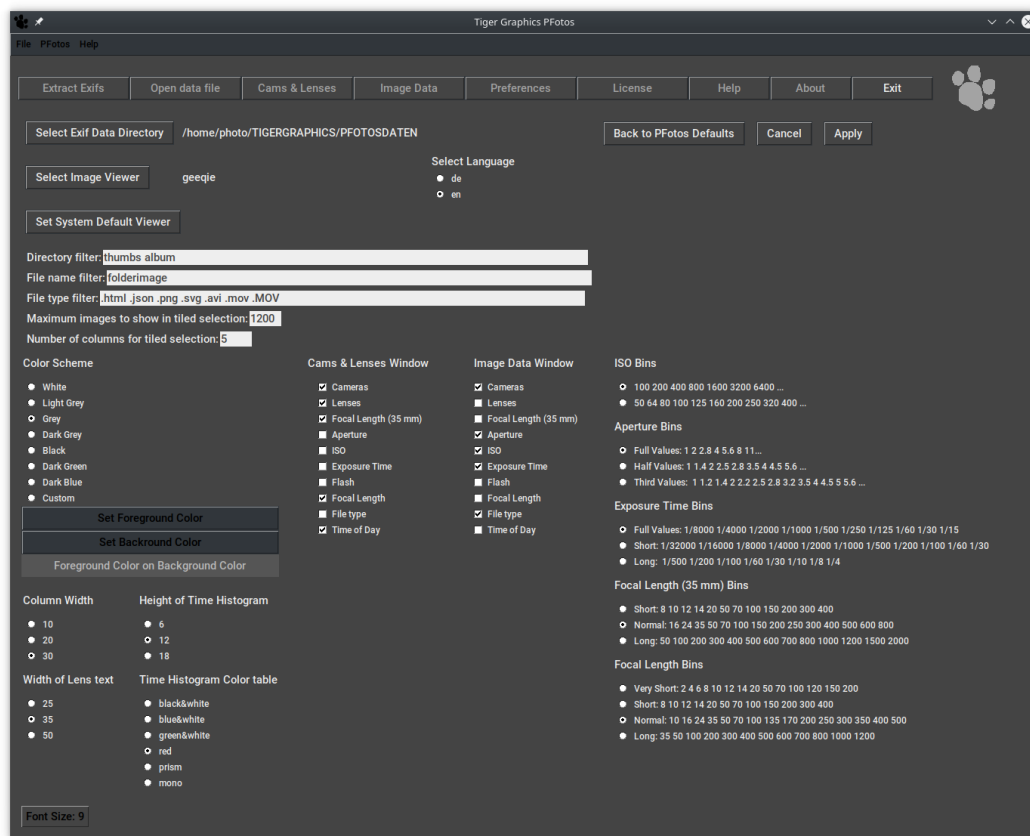 Tiger Graphics PFotos
File PFotos Help
Extract Exifs Open data file Cams & Lenses Image Data Preferences License Help About Exit
Select Exif Data Directory /home/photo/TIGERGRAPHICS/PFOTOSDATEN Back to PFotos Defaults Cancel Apply
Select Language
Select Image Viewer geeqie
de
en
Set System Default Viewer
Directory filter: thumbs album
File name filter: folderimage
File type filter: .html .json .png .svg .avi .mov .MOV
Maximum images to show in tiled selection: 1200
Number of columns for tiled selection: 5
Color Scheme
White
Light Grey
Grey
Dark Grey
Black
Dark Green
Dark Blue
Custom
Set Foreground Color
Set Backround Color
Foreground Color on Background Color
Cams & Lenses Window
Cameras
Lenses
Focal Length (35 mm)
Aperture
ISO
Exposure Time
Flash
Focal Length
File type
Time of Day
Image Data Window
Cameras
Lenses
Focal Length (35 mm)
Aperture
ISO
Exposure Time
Flash
Focal Length
File type
Time of Day
ISO Bins
100 200 400 800 1600 3200 6400 ...
50 64 80 100 125 160 200 250 320 400 ...
Aperture Bins
Full Values: 1 2 2.8 4 5.6 8 11...
Half Values: 1 1.4 2 2.5 2.8 3.5 4 4.5 5.6 ...
Third Values: 1 1.2 1.4 2 2.2 2.5 2.8 3.2 3.5 4 4.5 5 5.6 ...
Exposure Time Bins
Full Values: 1/8000 1/4000 1/2000 1/1000 1/500 1/250 1/125 1/60 1/30 1/15
Short: 1/32000 1/16000 1/8000 1/4000 1/2000 1/1000 1/500 1/200 1/100 1/60 1/30
Long: 1/500 1/200 1/100 1/60 1/30 1/10 1/8 1/4
Focal Length (35 mm) Bins
Short: 8 10 12 14 20 50 70 100 150 200 300 400
Normal: 16 24 35 50 70 100 150 200 250 300 400 500 600 800
Long: 50 100 200 300 400 500 600 700 800 1000 1200 1500 2000
Focal Length Bins
Very Short: 2 4 6 8 10 12 14 20 50 70 100 120 150 200
Short: 8 10 12 14 20 50 70 100 150 200 300 400
Normal: 10 16 24 35 50 70 100 135 170 200 250 300 350 400 500
Long: 35 50 100 200 300 400 500 600 700 800 1000 1200
Column Width
10
20
30
Height of Time Histogram
6
12
18
Width of Lens text
25
35
50
Time Histogram Color table
black&white
blue&white
green&white
red
prism
mono
Font Size: 9